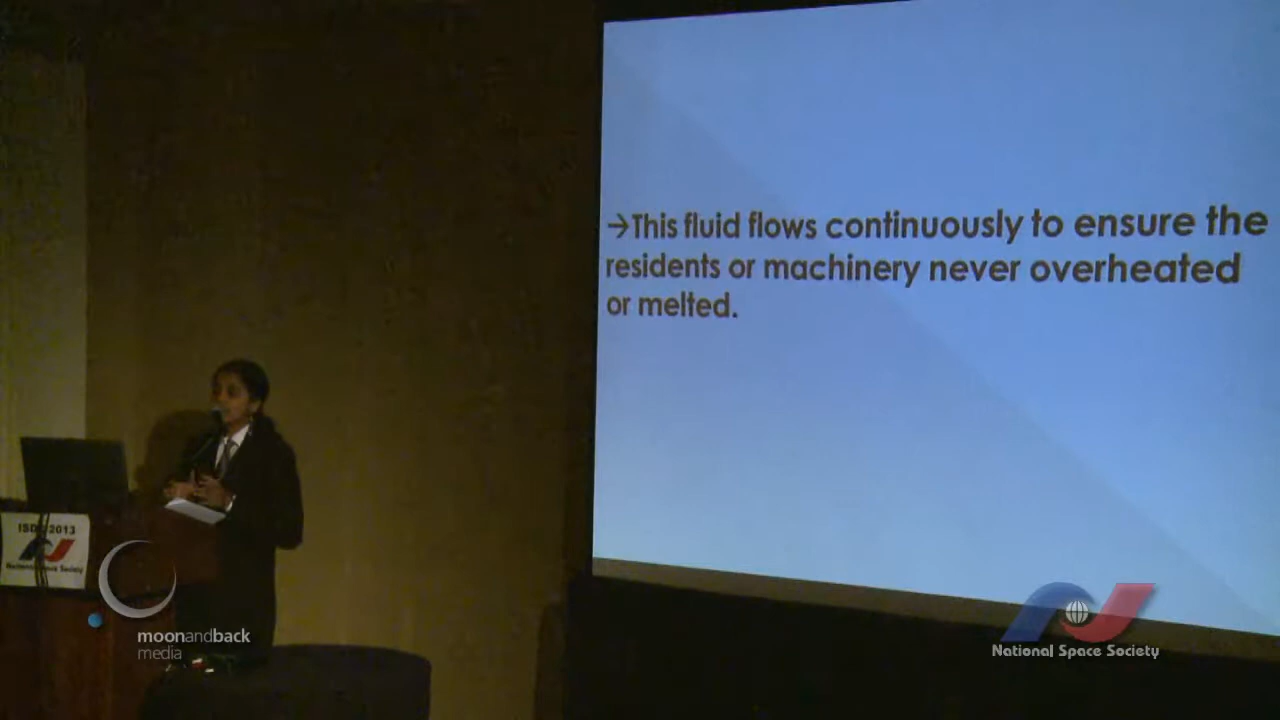 →This fluid flows continuously to ensure the
residents or machinery never overheated
or melted.
ISDC 2013
National Space Society
moonandback
media
National Space Society